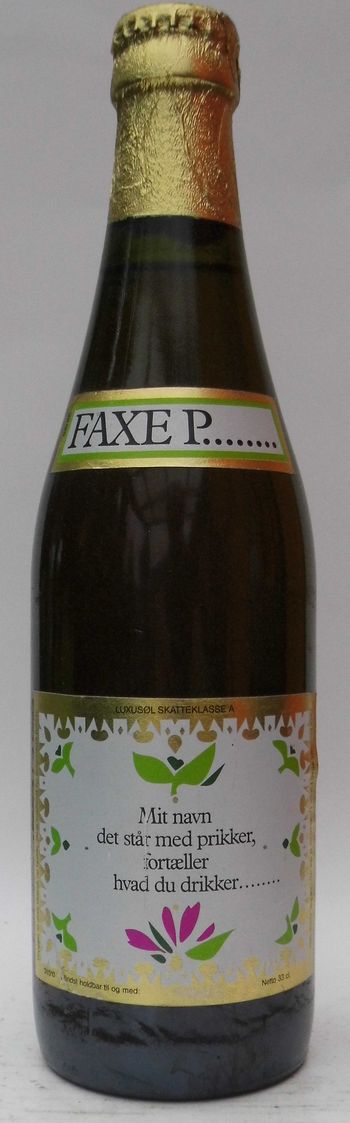 FAXE P........
LUXUSØL SKATTEKLASSE A
Mit navn
det står med prikker,
fortæller
hvad du drikker........
Mindst holdbar til og med:
Netto 33 cl.